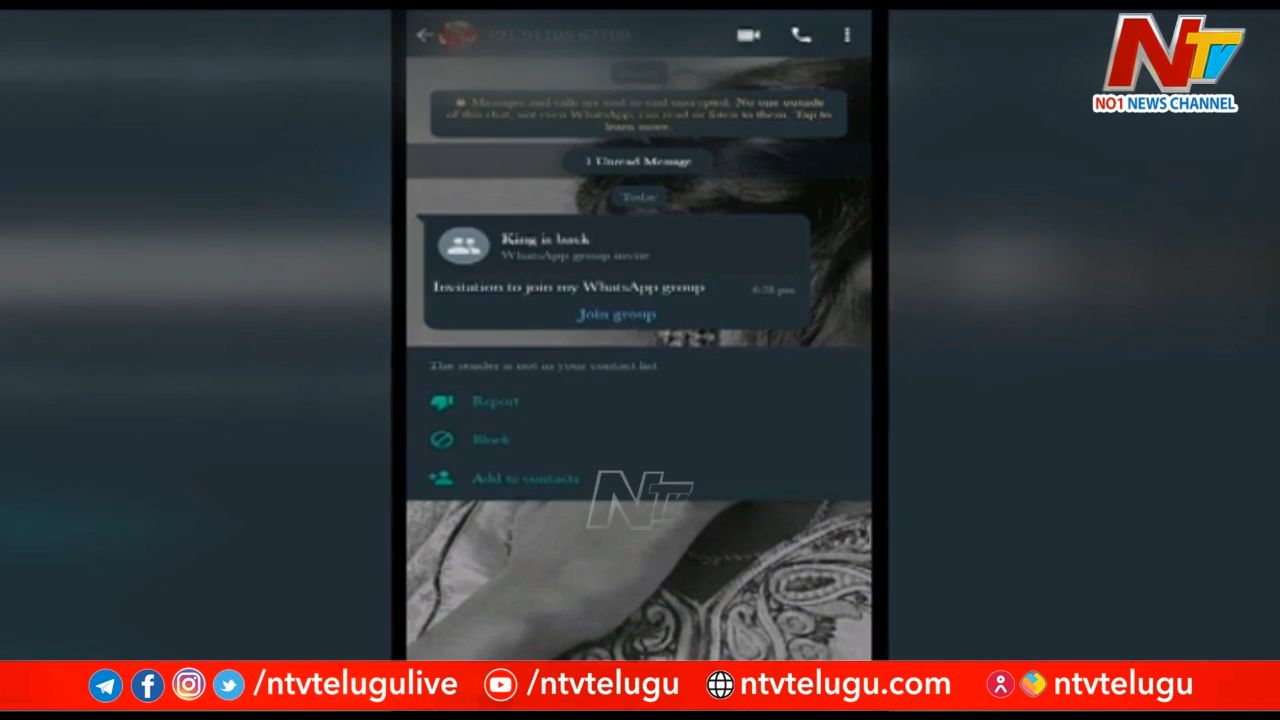 NTV
NO1 NEWS CHANNEL
Messages and calls are end-to-end encrypted. No one outside
of this chat, not even WhatsApp, can read or listen to them. Tap to
learn more.
1 Unread Message
Today
King is back
WhatsApp group invite
Invitation to join my WhatsApp group
6:20 pm
Join group
The sender is not in your contact list
Report
Block
Add to contacts
NTV
/ntvtelugulive
/ntvtelugu
ntvtelugu.com
ntvtelugu